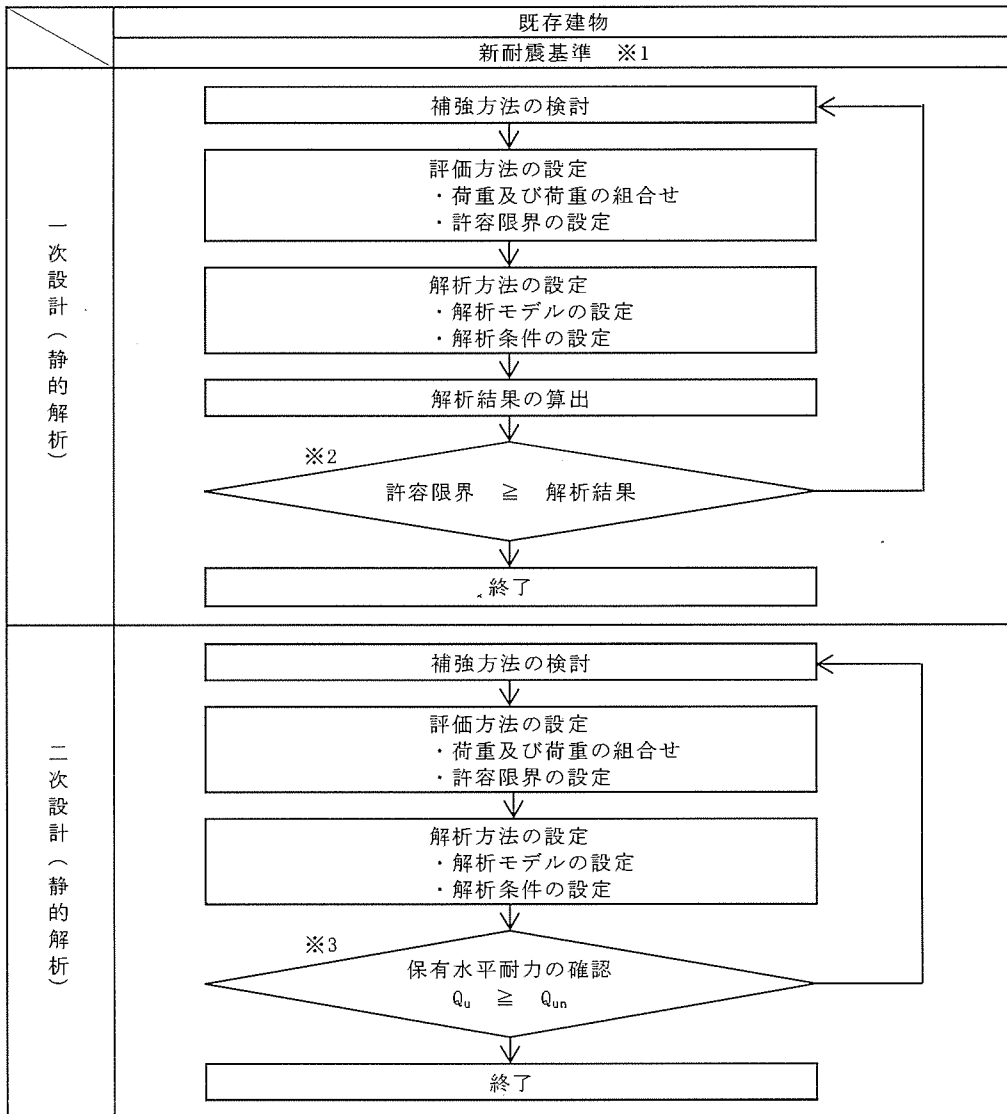 既存建物
新耐震基準 ※1
一次設計（静的解析）
補強方法の検討
評価方法の設定
・荷重及び荷重の組合せ
・許容限界の設定
解析方法の設定
・解析モデルの設定
・解析条件の設定
解析結果の算出
※2
許容限界 ≧ 解析結果
終了
二次設計（静的解析）
補強方法の検討
評価方法の設定
・荷重及び荷重の組合せ
・許容限界の設定
解析方法の設定
・解析モデルの設定
・解析条件の設定
※3
保有水平耐力の確認
Qu ≧ Qun
終了